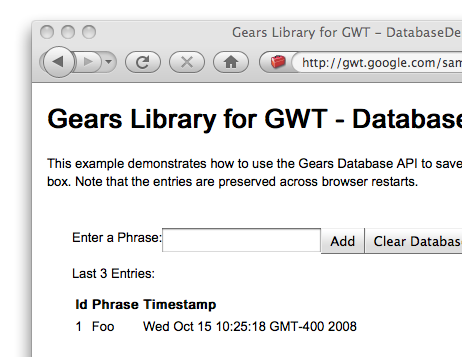 Gears Library for GWT - DatabaseDe
http://gwt.google.com/sam
Gears Library for GWT - Database
This example demonstrates how to use the Gears Database API to save
box. Note that the entries are preserved across browser restarts.
Enter a Phrase: Add Clear Databas
Last 3 Entries:
Id Phrase Timestamp
1 Foo Wed Oct 15 10:25:18 GMT-400 2008